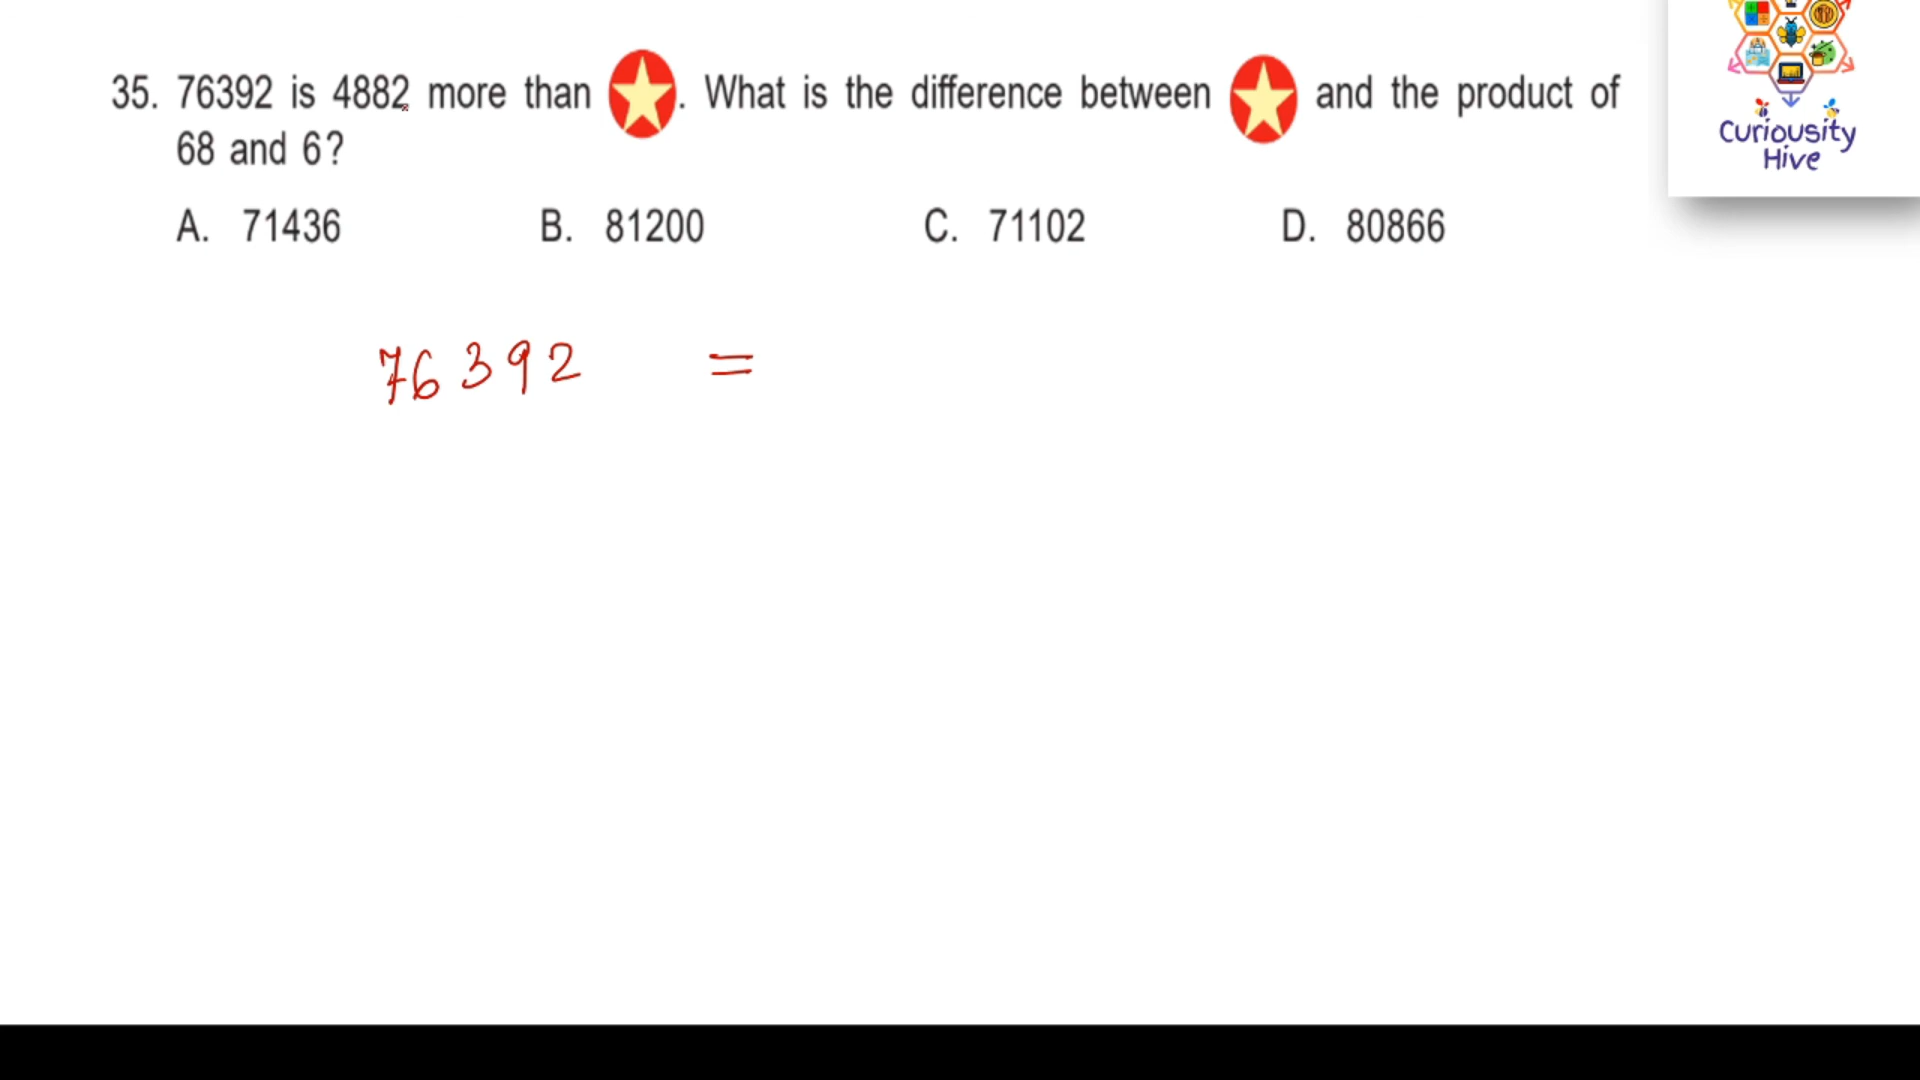 35. 76392 is 4882 more than . What is the difference between and the product of
68 and 6?
A. 71436 B. 81200 C. 71102 D. 80866
76392 =
Curiousity
Hive